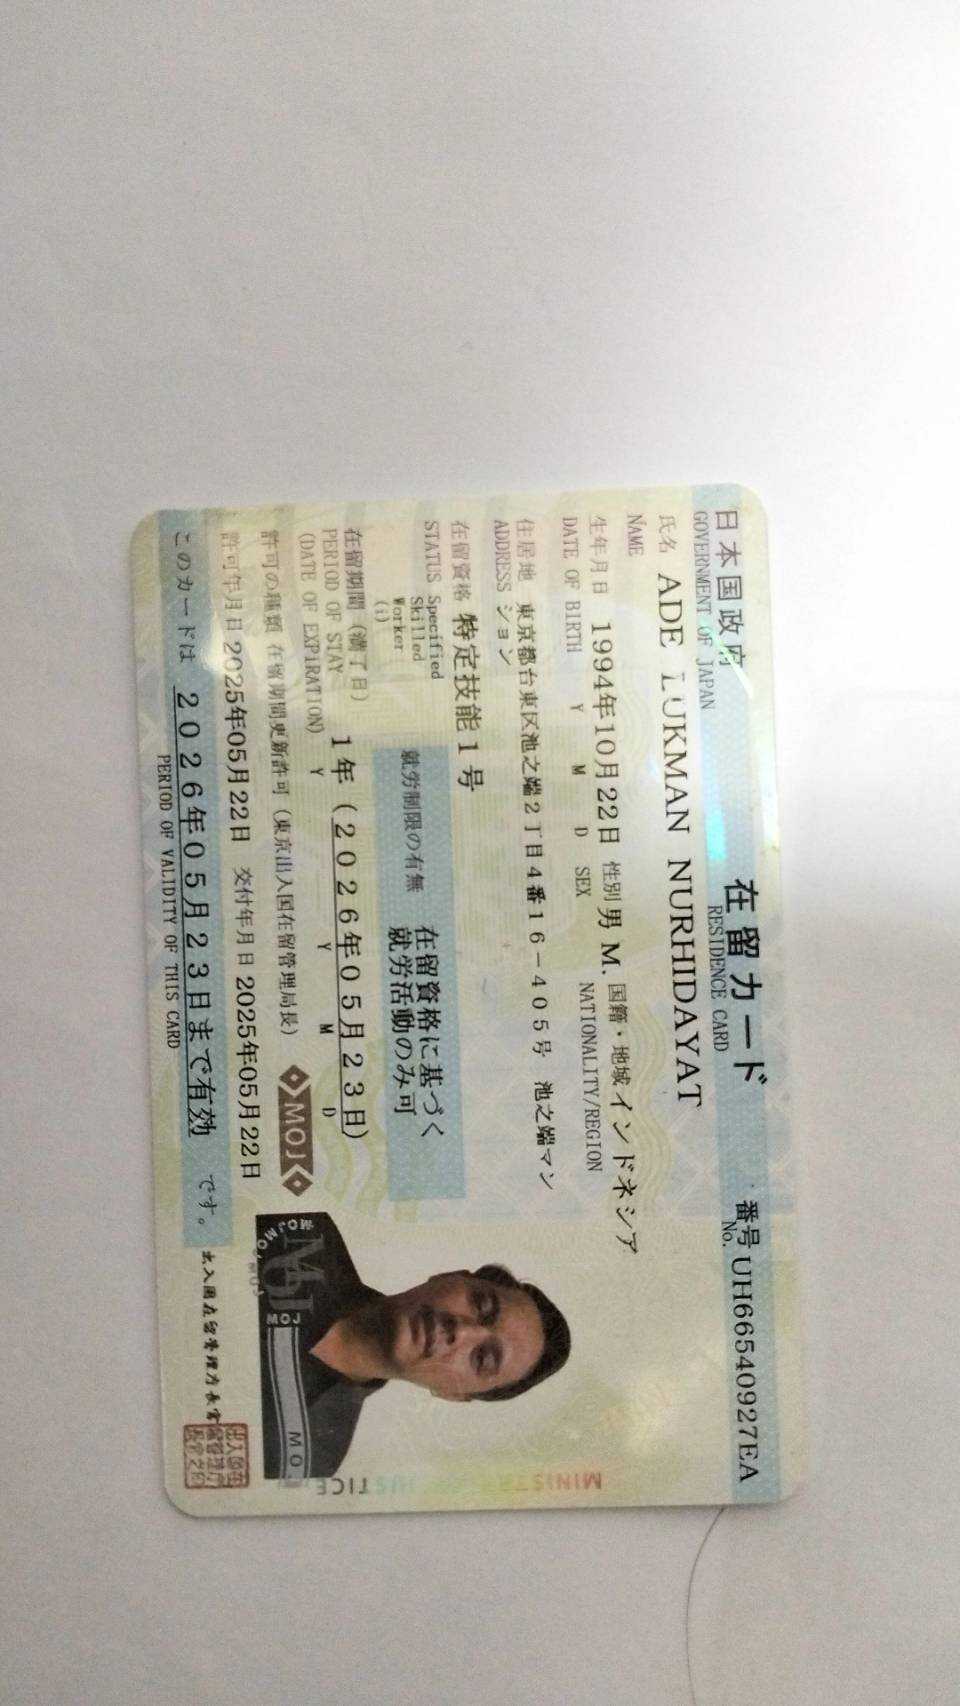 日本国政府 在留カード 番号 UH66540927EA
GOVERNMENT OF JAPAN RESIDENCE CARD No.
氏名 ADE LUKMAN NURHIDAYAT
NAME
生年月日 1994年10月22日 性別 男 M. 国籍・地域 インドネシア
DATE OF BIRTH Y M D SEX NATIONALITY/REGION
住居地 東京都台東区池之端2丁目4番16-405号 池之端マン
ADDRESS ション
在留資格 特定技能1号
STATUS Specified
Skilled
Worker
(i)
就労制限の有無 在留資格に基づく
就労活動のみ可
在留期間(満了日) 1年(2026年05月23日)
PERIOD OF STAY
(DATE OF EXPIRATION) Y Y M D
許可の種類 在留期間更新許可(東京出入国在留管理局長)
MOJ
許可年月日 2025年05月22日 交付年月日 2025年05月22日
このカードは 2026年05月23日まで有効 です。
PERIOD OF VALIDITY OF THIS CARD
出入国在留管理庁長官
MOJ
MOJ